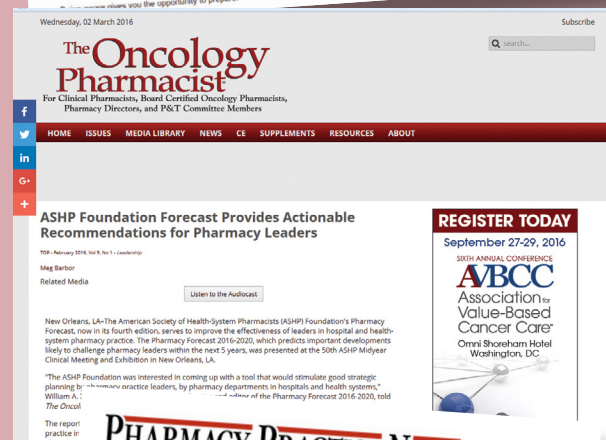 gives you the opportunity to
Wednesday, 02 March 2016
Subscribe
search...
The Oncology
Pharmacist
For Clinical Pharmacists, Board Certified Oncology Pharmacists,
Pharmacy Directors, and P&T Committee Members
f
in
G+
+
HOME ISSUES MEDIA LIBRARY NEWS CE SUPPLEMENTS RESOURCES ABOUT
ASHP Foundation Forecast Provides Actionable
Recommendations for Pharmacy Leaders
TOP - February 2016, Vol 9, No 1 - Leadership
Meg Barbor
Related Media
Listen to the Audiocast
New Orleans, LA–The American Society of Health-System Pharmacists (ASHP) Foundation's Pharmacy
Forecast, now in its fourth edition, serves to improve the effectiveness of leaders in hospital and health-
system pharmacy practice. The Pharmacy Forecast 2016-2020, which predicts important developments
likely to challenge pharmacy leaders within the next 5 years, was presented at the 50th ASHP Midyear
Clinical Meeting and Exhibition in New Orleans, LA.
"The ASHP Foundation was interested in coming up with a tool that would stimulate good strategic
planning by pharmacy practice leaders, by pharmacy departments in hospitals and health systems,"
William A. editor of the Pharmacy Forecast 2016-2020, told
The
The
practice in
REGISTER TODAY
September 27-29, 2016
SIXTH ANNUAL CONFERENCE
AVBCC
Association for
Value-Based
Cancer Care
Omni Shoreham Hotel
Washington, DC
PHARMACY